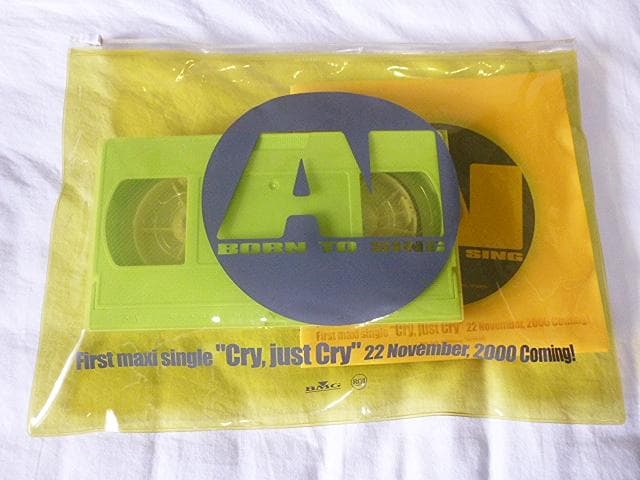 AI
BORN TO SING
SING
First maxi single "Cry, just Cry" 22 November, 2000 Coming!
First maxi single "Cry, just Cry" 22 November, 2000 Coming!
BMG
RCA